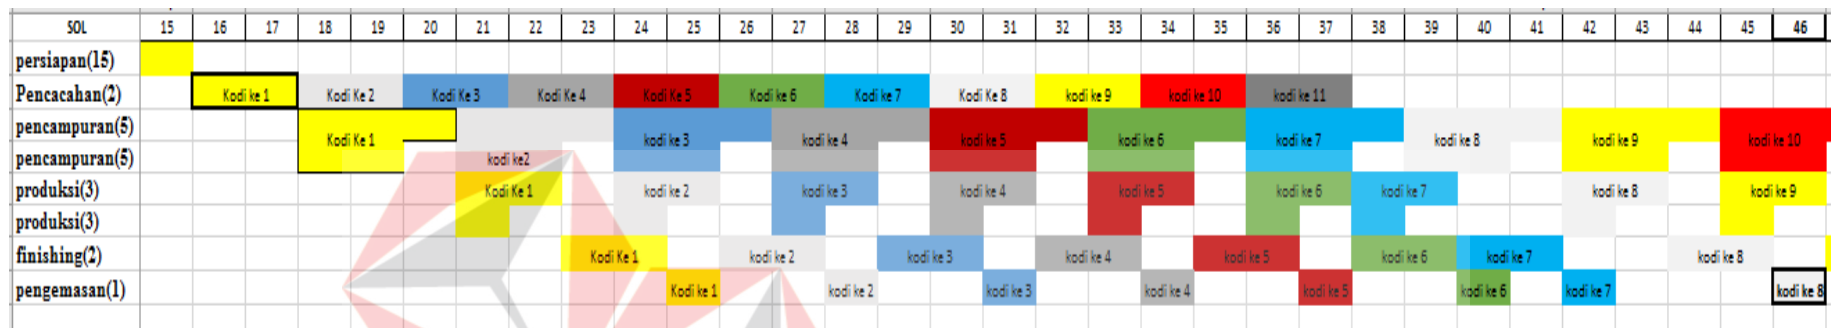 SOL 15 16 17 18 19 20 21 22 23 24 25 26 27 28 29 30 31 32 33 34 35 36 37 38 39 40 41 42 43 44 45 46
persiapan(15)
Pencacahan(2) Kodi ke 1 Kodi Ke 2 Kodi Ke 3 Kodi Ke 4 Kodi Ke 5 Kodi ke 6 Kodi ke 7 Kodi Ke 8 kodi ke 9 kodi ke 10 kodi ke 11
pencampuran(5) Kodi Ke 1 kodi ke 3 kodi ke 4 kodi ke 5 kodi ke 6 kodi ke 7 kodi ke 8 kodi ke 9 kodi ke 10
pencampuran(5) kodi ke2
produksi(3) Kodi Ke 1 kodi ke 2 kodi ke 3 kodi ke 4 kodi ke 5 kodi ke 6 kodi ke 7 kodi ke 8 kodi ke 9
produksi(3)
finishing(2) Kodi Ke 1 kodi ke 2 kodi ke 3 kodi ke 4 kodi ke 5 kodi ke 6 kodi ke 7 kodi ke 8
pengemasan(1) Kodi ke 1 kodi ke 2 kodi ke 3 kodi ke 4 kodi ke 5 kodi ke 6 kodi ke 7 kodi ke 8